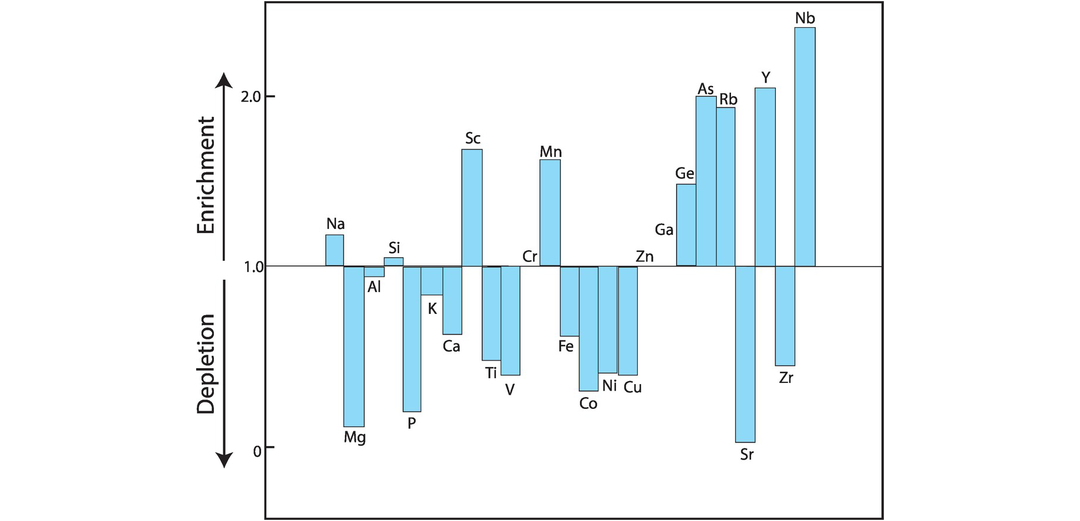 Enrichment
Depletion
2.0
1.0
0
Na
Mg
Al
Si
P
K
Ca
Sc
Ti
V
Cr
Mn
Fe
Co
Ni
Cu
Zn
Ga
Ge
As
Rb
Sr
Y
Zr
Nb